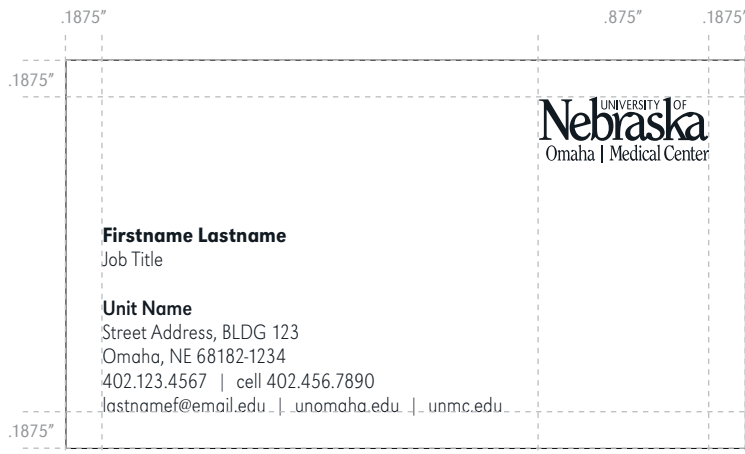 .1875”
.875”
.1875”
.1875”
UNIVERSITY OF
Nebraska
Omaha | Medical Center
Firstname Lastname
Job Title
Unit Name
Street Address, BLDG 123
Omaha, NE 68182-1234
402.123.4567 | cell 402.456.7890
lastnamef@email.edu | unomaha.edu | unmc.edu
.1875”